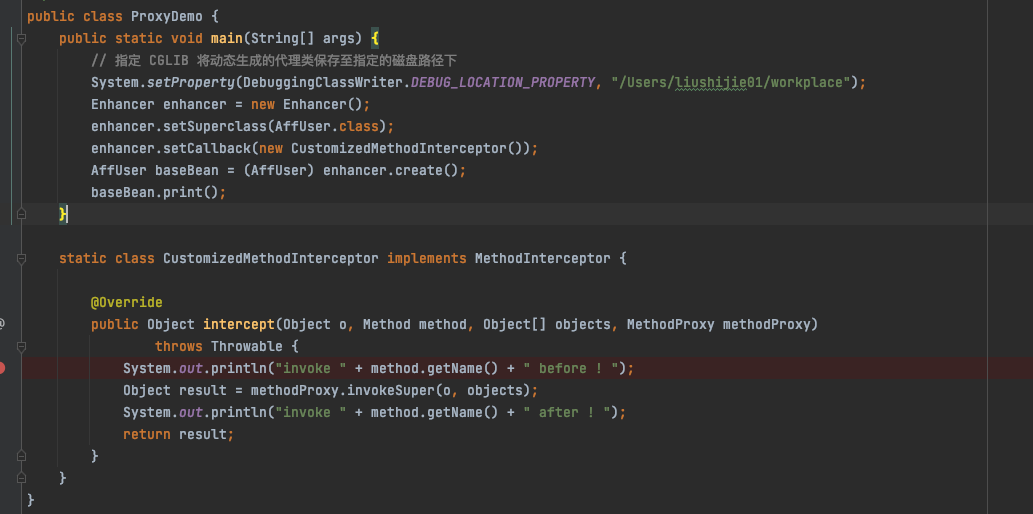 public class ProxyDemo {
public static void main(String[] args) {
// 指定 CGLIB 将动态生成的代理类保存至指定的磁盘路径下
System.setProperty(DebuggingClassWriter.DEBUG_LOCATION_PROPERTY, "/Users/liushijie01/workplace");
Enhancer enhancer = new Enhancer();
enhancer.setSuperclass(AffUser.class);
enhancer.setCallback(new CustomizedMethodInterceptor());
AffUser baseBean = (AffUser) enhancer.create();
baseBean.print();
}
static class CustomizedMethodInterceptor implements MethodInterceptor {
@Override
public Object intercept(Object o, Method method, Object[] objects, MethodProxy methodProxy)
throws Throwable {
System.out.println("invoke " + method.getName() + " before ! ");
Object result = methodProxy.invokeSuper(o, objects);
System.out.println("invoke " + method.getName() + " after ! ");
return result;
}
}
}